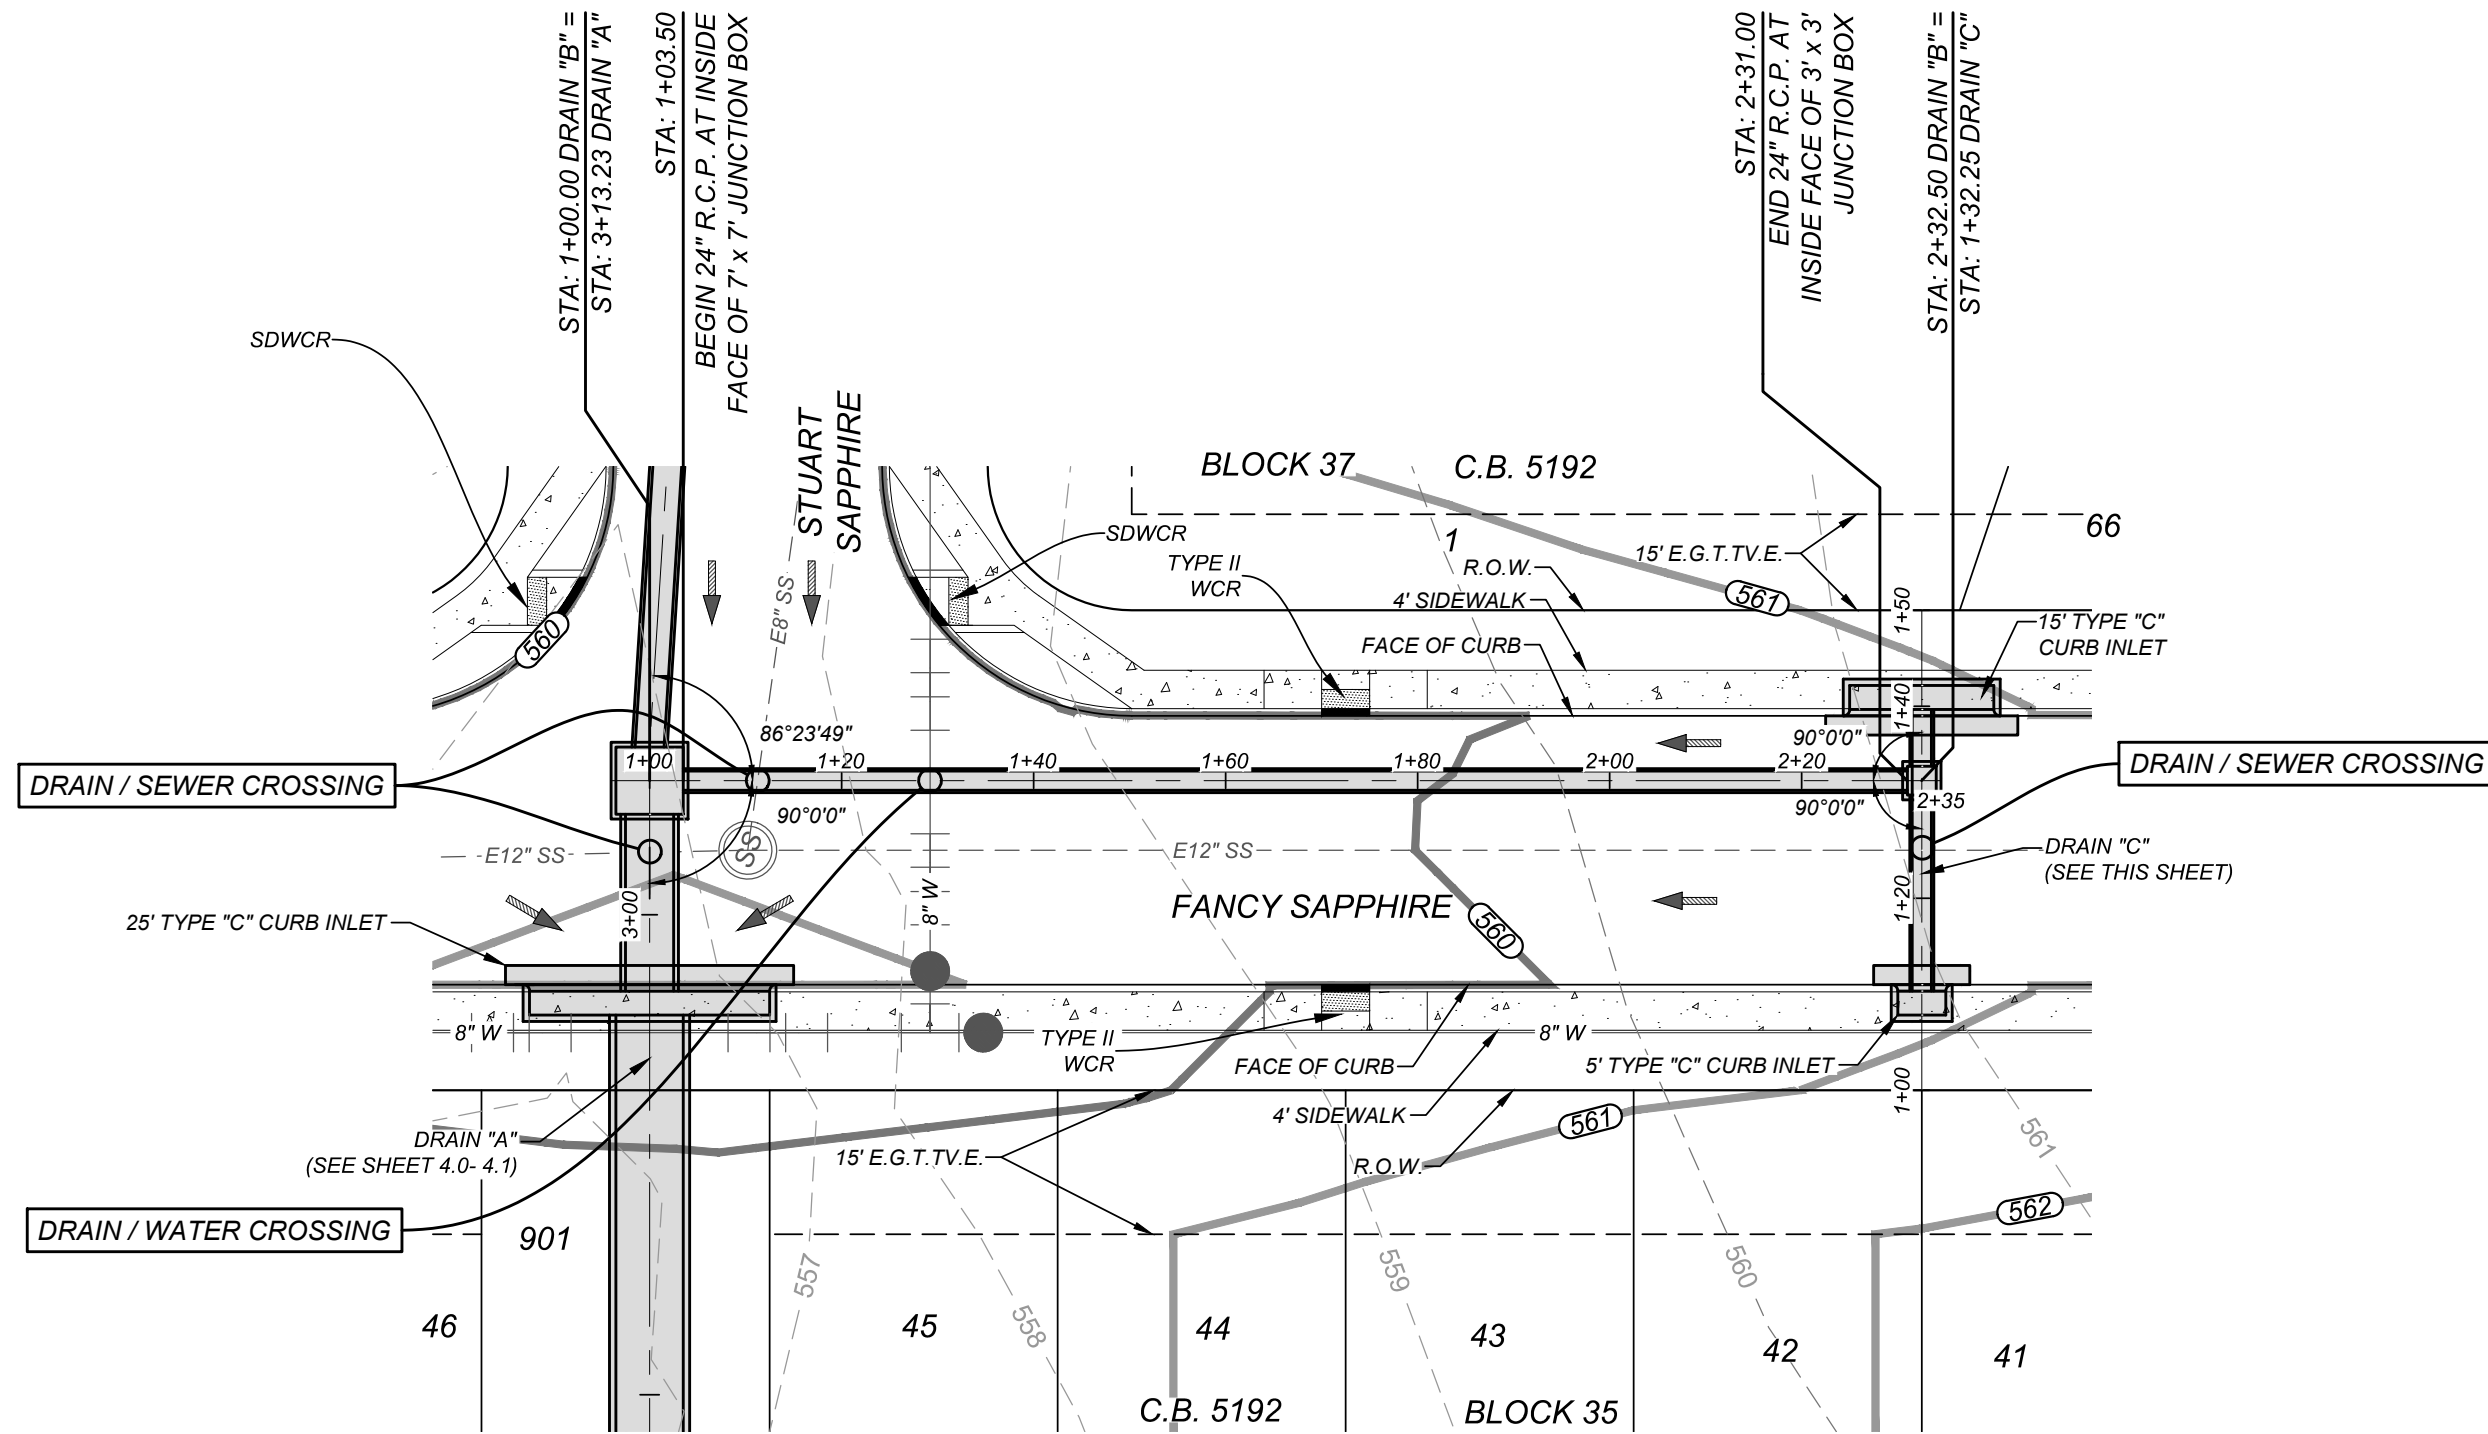 STA: 1+00.00 DRAIN "B" =
STA: 3+13.23 DRAIN "A"
STA: 1+03.50
BEGIN 24" R.C.P. AT INSIDE
FACE OF 7' x 7' JUNCTION BOX
STA: 2+31.00
END 24" R.C.P. AT
INSIDE FACE OF 3' x 3'
JUNCTION BOX
STA: 2+32.50 DRAIN "B" =
STA: 1+32.25 DRAIN "C"
SDWCR
STUART
SAPPHIRE
BLOCK 37
C.B. 5192
66
1
SDWCR
TYPE II
WCR
15' E.G.T.TV.E.
R.O.W.
4' SIDEWALK
FACE OF CURB
561
1+50
15' TYPE "C"
CURB INLET
560
E8" SS
1+40
86°23'49"
90°0'0"
1+00
1+20
1+40
1+60
1+80
2+00
2+20
DRAIN / SEWER CROSSING
DRAIN / SEWER CROSSING
90°0'0"
90°0'0"
2+35
SS
E12" SS
E12" SS
DRAIN "C"
(SEE THIS SHEET)
3+00
8" W
1+20
25' TYPE "C" CURB INLET
FANCY SAPPHIRE
560
8" W
TYPE II
WCR
8" W
FACE OF CURB
5' TYPE "C" CURB INLET
1+00
4' SIDEWALK
561
561
DRAIN "A"
(SEE SHEET 4.0- 4.1)
15' E.G.T.TV.E.
R.O.W.
DRAIN / WATER CROSSING
901
562
557
558
559
560
46
45
44
43
42
41
C.B. 5192
BLOCK 35